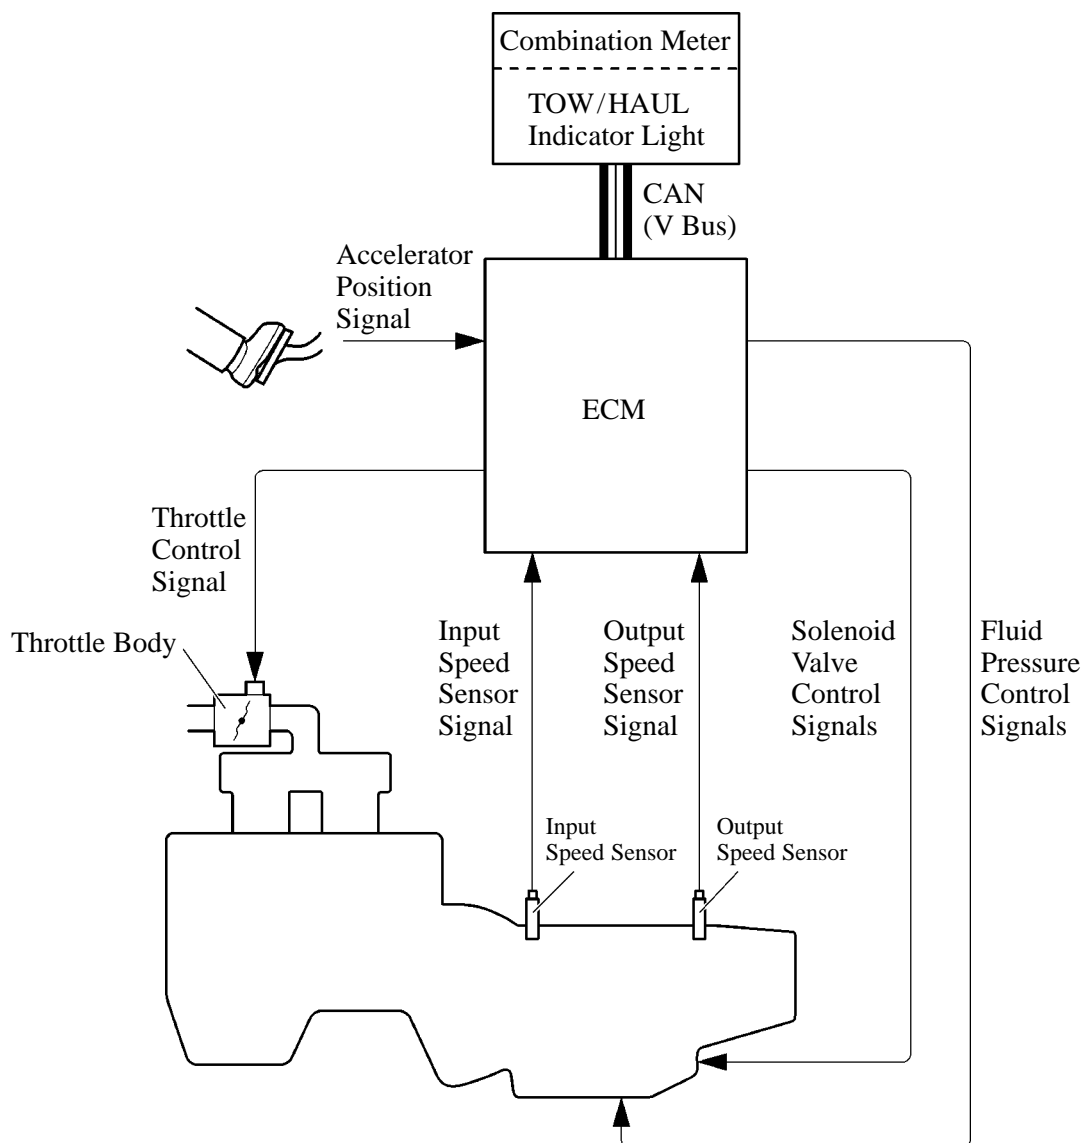 Combination Meter
TOW/HAUL
Indicator Light
CAN
(V Bus)
Accelerator
Position
Signal
ECM
Throttle
Control
Signal
Throttle Body
Input
Speed
Sensor
Signal
Output
Speed
Sensor
Signal
Solenoid
Valve
Control
Signals
Fluid
Pressure
Control
Signals
Input
Speed Sensor
Output
Speed Sensor